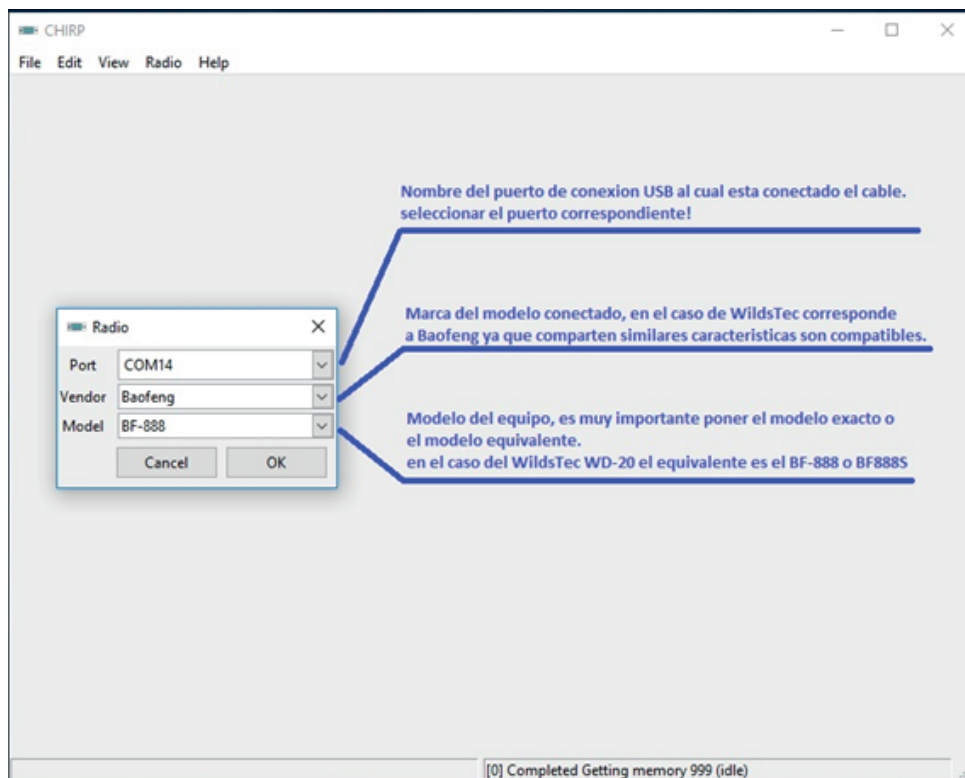 CHIRP
File Edit View Radio Help
Nombre del puerto de conexion USB al cual esta conectado el cable.
seleccionar el puerto correspondiente!
Radio
Port COM14
Vendor Baofeng
Model BF-888
Cancel OK
Marca del modelo conectado, en el caso de WildsTec corresponde
a Baofeng ya que comparten similares caracteristicas son compatibles.
Modelo del equipo, es muy importante poner el modelo exacto o
el modelo equivalente.
en el caso del WildsTec WD-20 el equivalente es el BF-888 o BF888S
[0] Completed Getting memory 999 (idle)